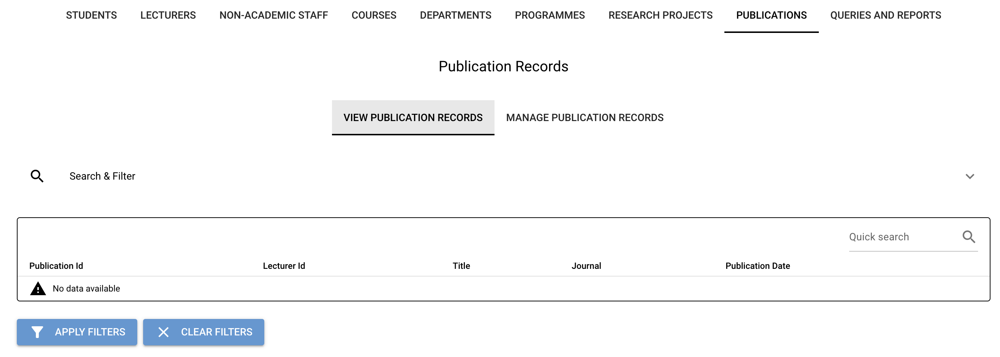 STUDENTS LECTURERS NON-ACADEMIC STAFF COURSES DEPARTMENTS PROGRAMMES RESEARCH PROJECTS PUBLICATIONS QUERIES AND REPORTS
Publication Records
VIEW PUBLICATION RECORDS MANAGE PUBLICATION RECORDS
Search & Filter
Quick search
Publication Id Lecturer Id Title Journal Publication Date
No data available
APPLY FILTERS CLEAR FILTERS